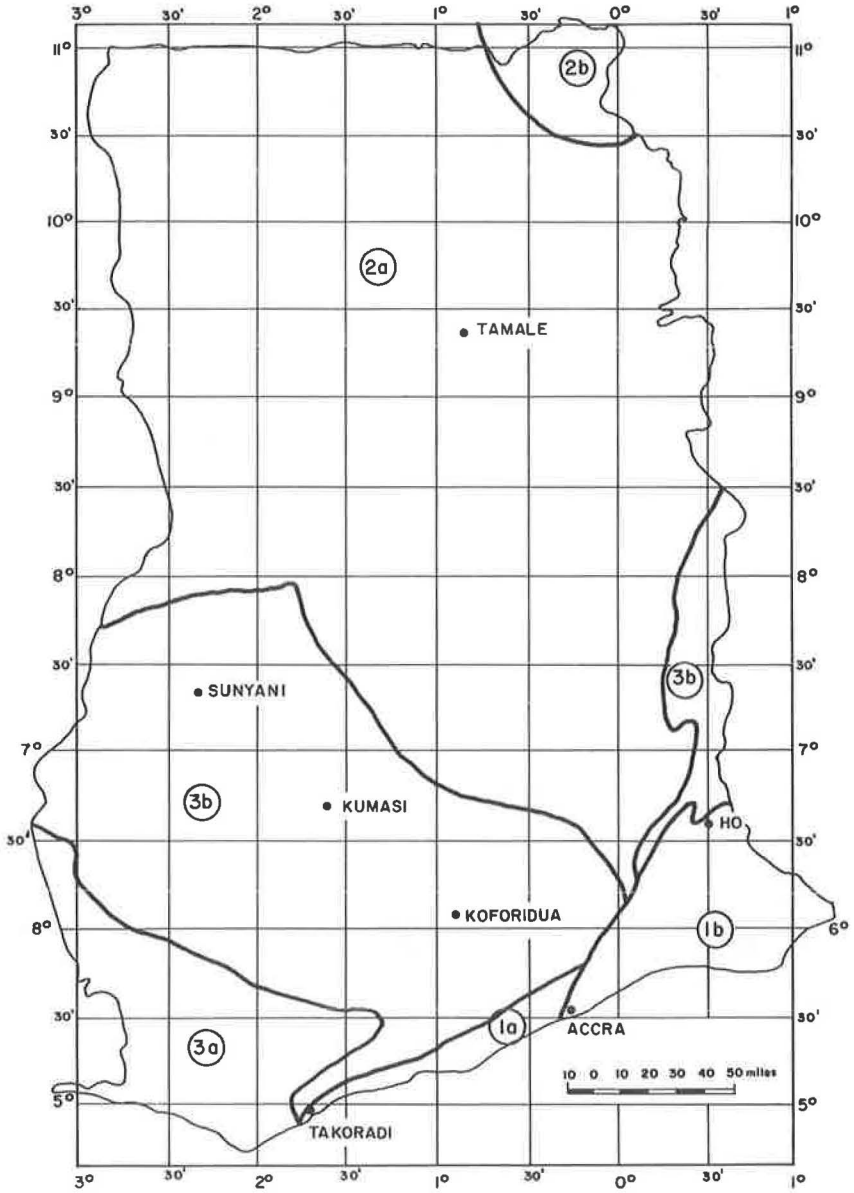 3° 30' 2° 30' 1° 30' 0° 30' 1°
11° 11°
2b
30' 30'
10° 10°
2a
30' 30'
TAMALE
9° 9°
30' 30'
8° 8°
30' 30'
3b
SUNYANI
7° 7°
3b
KUMASI
HO
30' 30'
KOFORIDUA
1b
8° 6°
30' 30'
1a
ACCRA
3a
10 0 10 20 30 40 50 miles
5° 5°
TAKORADI
3° 30' 2° 30' 1° 30' 0° 30' 1°